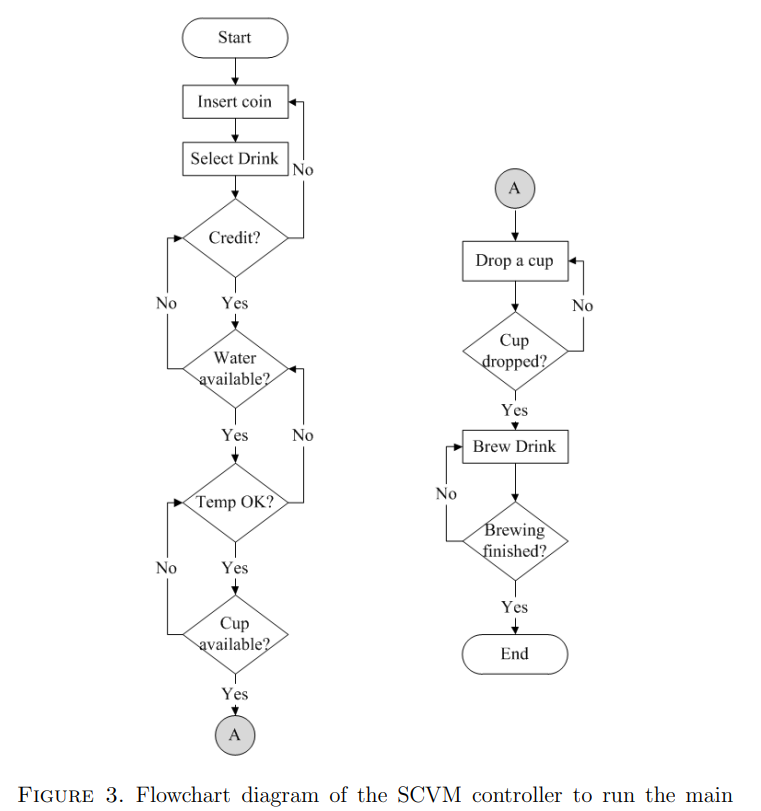 Start
Insert coin
Select Drink
No
Credit?
No
Yes
Water
available?
Yes
No
Temp OK?
No
Yes
Cup
available?
Yes
A
A
Drop a cup
No
Cup
dropped?
Yes
Brew Drink
No
Brewing
finished?
Yes
End
FIGURE 3. Flowchart diagram of the SCVM controller to run the main